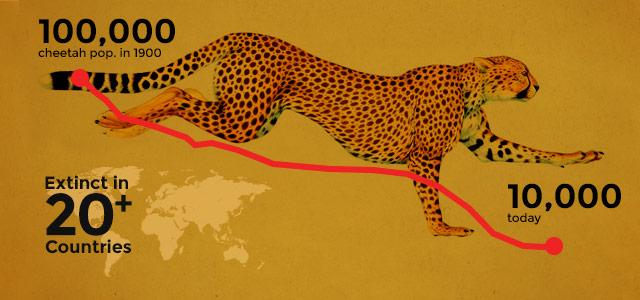 100,000
cheetah pop. in 1900
Extinct in
20+
Countries
10,000
today